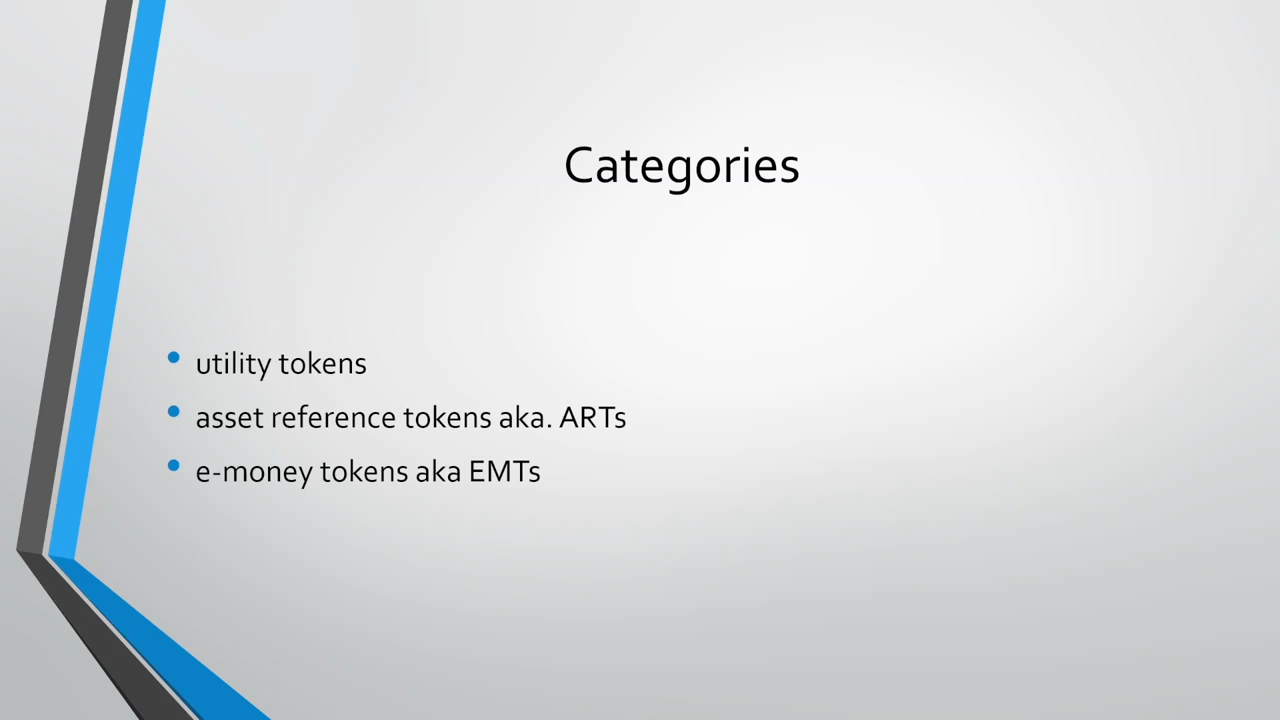 Categories
• utility tokens
• asset reference tokens aka. ARTs
• e-money tokens aka EMTs